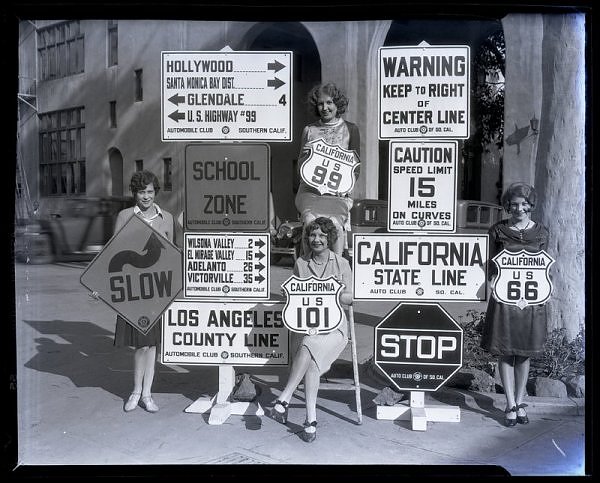 HOLLYWOOD
SANTA MONICA BAY DIST.
GLENDALE 4
U.S. HIGHWAY #99
AUTOMOBILE CLUB OF SOUTHERN CALIF.
SCHOOL
ZONE
AUTOMOBILE CLUB SOUTHERN CALIF.
SLOW
WILSONA VALLEY 2
EL MIRAGE VALLEY 15
ADELANTO 26
VICTORVILLE 35
AUTOMOBILE CLUB SOUTHERN CALIF.
LOS ANGELES
COUNTY LINE
AUTOMOBILE CLUB OF SOUTHERN CALIF.
CALIFORNIA
US
99
CALIFORNIA
US
101
WARNING
KEEP TO RIGHT
OF
CENTER LINE
AUTO CLUB OF SO. CAL.
CAUTION
SPEED LIMIT
15
MILES
ON CURVES
AUTO CLUB OF SO. CAL.
CALIFORNIA
STATE LINE
AUTO CLUB OF SO. CAL.
STOP
AUTO CLUB OF SO. CAL.
CALIFORNIA
US
66